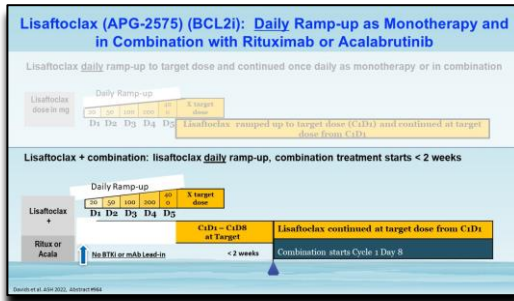 Lisaftoclax (APG-2575) (BCL2i): Daily Ramp-up as Monotherapy and
in Combination with Rituximab or Acalabrutinib
Lisaftoclax daily ramp-up to target dose and continued once daily as monotherapy or in combination
Daily Ramp-up
Lisaftoclax
dose in mg
20 50 100 200 40
0
X target
dose
D1 D2 D3 D4 D5
Lisaftoclax ramped up to target dose (C1D1) and continued at target
dose from C1D1
Lisaftoclax + combination: lisaftoclax daily ramp-up, combination treatment starts < 2 weeks
Daily Ramp-up
20 50 100 200 40
0
X target
dose
D1 D2 D3 D4 D5
Lisaftoclax
+
C1D1 – C1D8
at Target
Lisaftoclax continued at target dose from C1D1
Ritux or
Acala
No BTKi or mAb Lead-in
< 2 weeks
Combination starts Cycle 1 Day 8
Davids et al. ASH 2022, Abstract #964